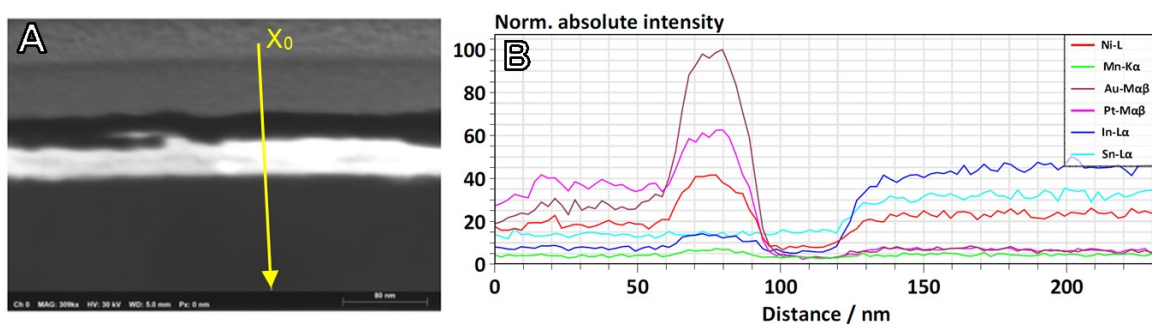 A
X₀
Ch 0 MAG: 309kx HV: 30 kV WD: 5.0 mm Px: 0 nm
80 nm
Norm. absolute intensity
B
100
80
60
40
20
0
Ni-L
Mn-Kα
Au-Mαβ
Pt-Mαβ
In-Lα
Sn-Lα
0 50 100 150 200
Distance / nm